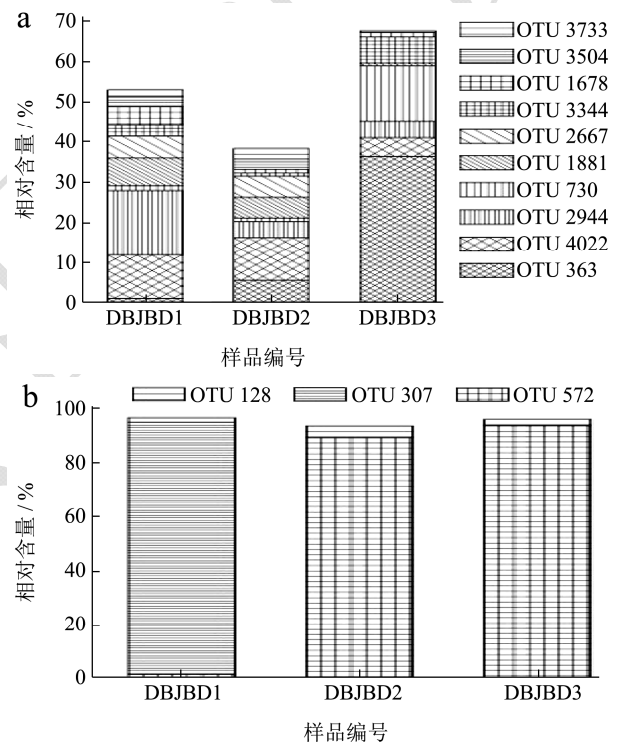 a
70
60
50
40
30
20
10
0
相对含量 / %
OTU 3733
OTU 3504
OTU 1678
OTU 3344
OTU 2667
OTU 1881
OTU 730
OTU 2944
OTU 4022
OTU 363
DBJBD1 DBJBD2 DBJBD3
样品编号
b
OTU 128 OTU 307 OTU 572
100
80
60
40
20
0
相对含量 / %
DBJBD1 DBJBD2 DBJBD3
样品编号